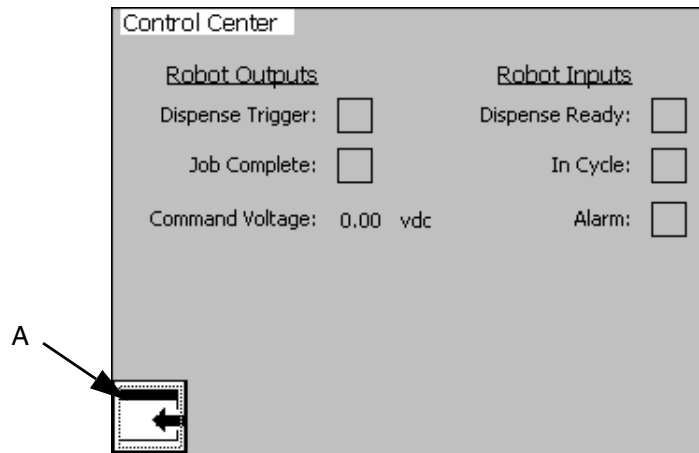 Control Center
Robot Outputs Robot Inputs
Dispense Trigger: Dispense Ready:
Job Complete: In Cycle:
Command Voltage: 0.00 vdc Alarm:
A